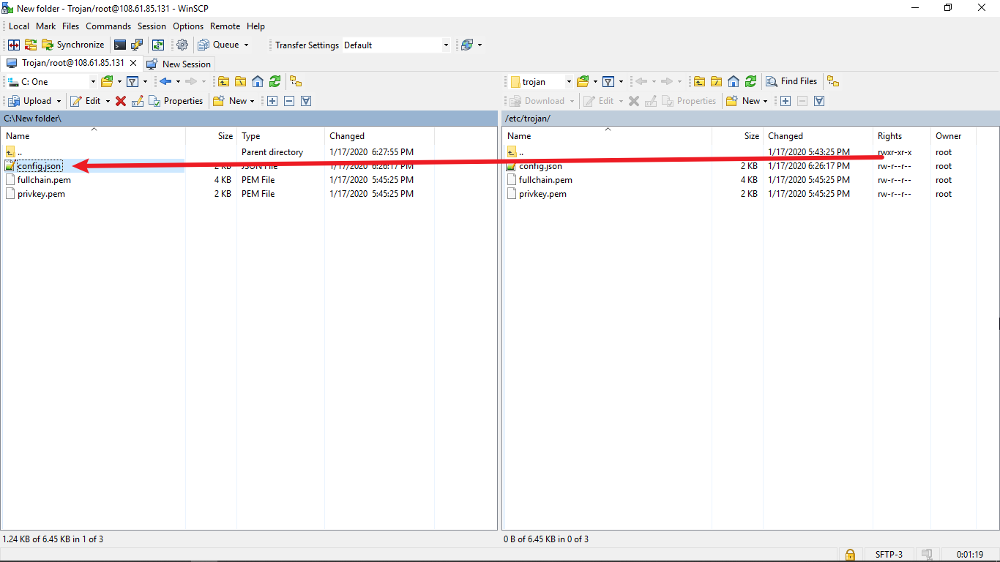 New folder - Trojan/root@108.61.85.131 - WinSCP
Local Mark Files Commands Session Options Remote Help
Synchronize Queue Transfer Settings Default
Trojan/root@108.61.85.131 New Session
C: One
trojan Find Files
Upload Edit Properties New
Download Edit Properties New
C:\New folder\
/etc/trojan/
Name Size Type Changed
.. Parent directory 1/17/2020 6:27:55 PM
config.json 2 KB JSON File 1/17/2020 6:26:17 PM
fullchain.pem 4 KB PEM File 1/17/2020 5:45:25 PM
privkey.pem 2 KB PEM File 1/17/2020 5:45:25 PM
Name Size Changed Rights Owner
.. 1/17/2020 5:43:25 PM rwxr-xr-x root
config.json 2 KB 1/17/2020 6:26:17 PM rw-r--r-- root
fullchain.pem 4 KB 1/17/2020 5:45:25 PM rw-r--r-- root
privkey.pem 2 KB 1/17/2020 5:45:25 PM rw-r--r-- root
1.24 KB of 6.45 KB in 1 of 3
0 B of 6.45 KB in 0 of 3
SFTP-3 0:01:19